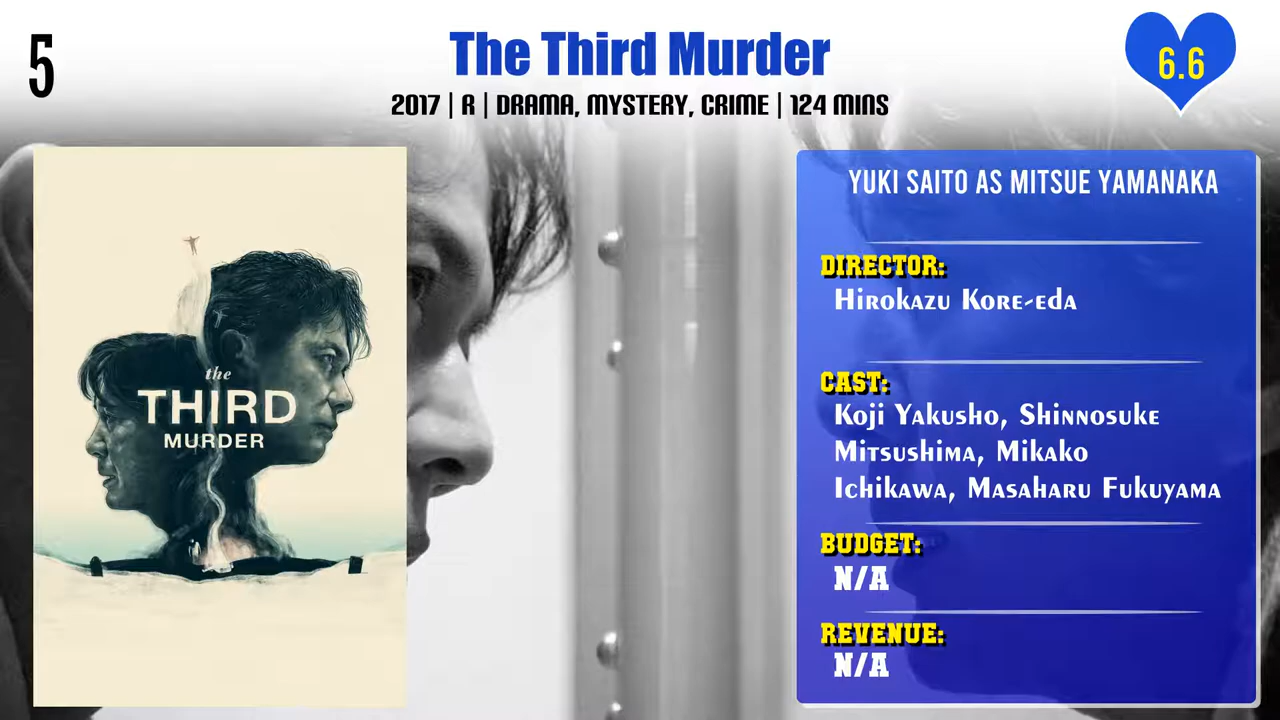 5
The Third Murder
2017 | R | DRAMA, MYSTERY, CRIME | 124 MINS
6.6
the
THIRD
MURDER
YUKI SAITO AS MITSUE YAMANAKA
DIRECTOR:
Hirokazu Kore-eda
CAST:
Koji Yakusho, Shinnosuke
Mitsushima, Mikako
Ichikawa, Masaharu Fukuyama
BUDGET:
N/A
REVENUE:
N/A